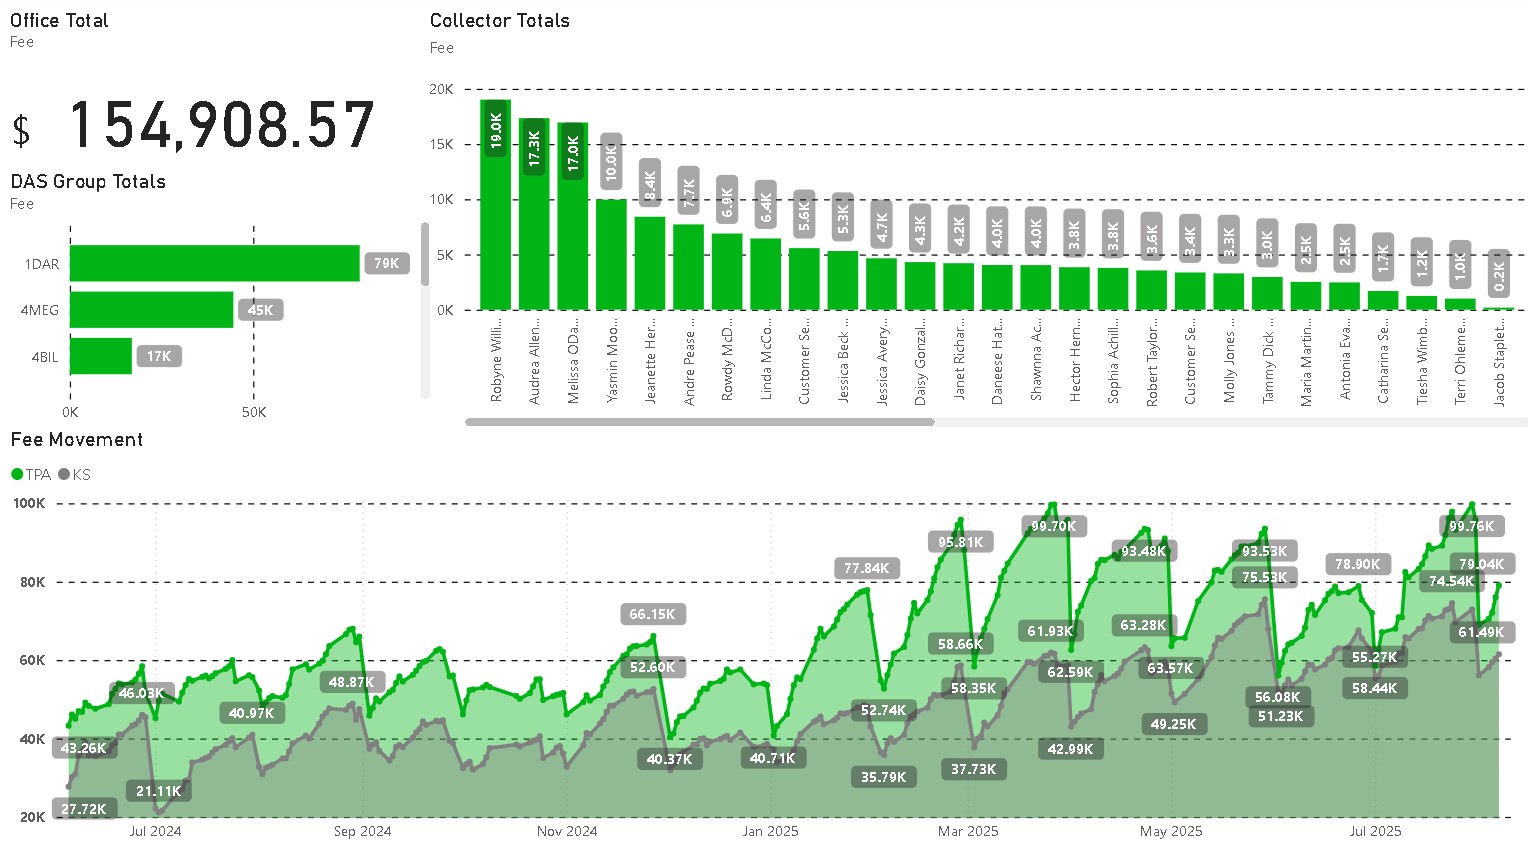 Office Total
Fee
$ 154,908.57
DAS Group Totals
Fee
1DAR 79K
4MEG 45K
4BIL 17K
0K 50K
Collector Totals
Fee
20K
15K
10K
5K
0K
19.0K 17.3K 17.0K 10.0K 8.4K 7.7K 6.9K 6.4K 5.6K 5.3K 4.7K 4.3K 4.2K 4.0K 4.0K 3.8K 3.8K 3.6K 3.4K 3.3K 3.0K 2.5K 2.5K 1.7K 1.2K 1.0K 0.2K
Robyne Willi...
Audrea Allen...
Melissa ODa...
Yasmin Moo...
Jeanette Her...
Andre Pease ...
Rowdy McD...
Linda McCo...
Customer Se...
Jessica Beck ...
Jessica Avery...
Daisy Gonzal...
Janet Richar...
Daneese Hat...
Shawnna Ac...
Hector Hern...
Sophia Achill...
Robert Taylor...
Customer Se...
Molly Jones ...
Tammy Dick ...
Maria Martin...
Antonia Eva...
Catharina Se...
Tiesha Wimb...
Terri Ohleme...
Jacob Staplet...
Fee Movement
TPA KS
100K
80K
60K
40K
20K
43.26K
27.72K
46.03K
21.11K
40.97K
48.87K
66.15K
52.60K
40.37K
40.71K
77.84K
52.74K
35.79K
95.81K
58.66K
58.35K
37.73K
99.70K
61.93K
62.59K
42.99K
93.48K
63.28K
63.57K
49.25K
93.53K
75.53K
56.08K
51.23K
78.90K
55.27K
58.44K
99.76K
79.04K
74.54K
61.49K
Jul 2024 Sep 2024 Nov 2024 Jan 2025 Mar 2025 May 2025 Jul 2025